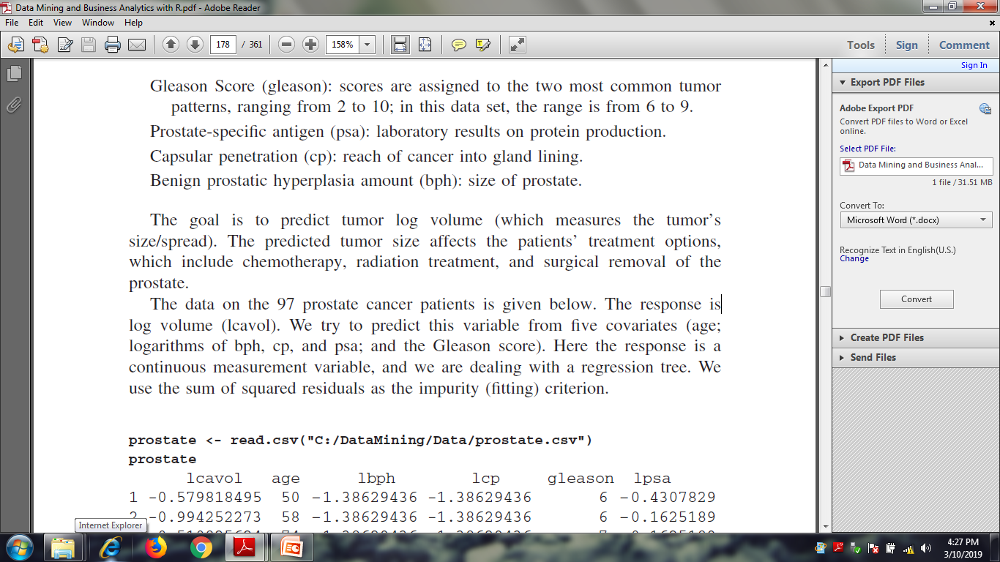 Data Mining and Business Analytics with R.pdf - Adobe Reader
File Edit View Window Help
178 / 361 158% Tools Sign Comment
Sign In
Export PDF Files
Adobe Export PDF
Convert PDF files to Word or Excel
online.
Select PDF File:
Data Mining and Business Anal...
1 file / 31.51 MB
Convert To:
Microsoft Word (*.docx)
Recognize Text in English(U.S.)
Change
Convert
Create PDF Files
Send Files
Gleason Score (gleason): scores are assigned to the two most common tumor
patterns, ranging from 2 to 10; in this data set, the range is from 6 to 9.
Prostate-specific antigen (psa): laboratory results on protein production.
Capsular penetration (cp): reach of cancer into gland lining.
Benign prostatic hyperplasia amount (bph): size of prostate.
The goal is to predict tumor log volume (which measures the tumor's
size/spread). The predicted tumor size affects the patients' treatment options,
which include chemotherapy, radiation treatment, and surgical removal of the
prostate.
The data on the 97 prostate cancer patients is given below. The response is
log volume (lcavol). We try to predict this variable from five covariates (age;
logarithms of bph, cp, and psa; and the Gleason score). Here the response is a
continuous measurement variable, and we are dealing with a regression tree. We
use the sum of squared residuals as the impurity (fitting) criterion.
prostate <- read.csv("C:/DataMining/Data/prostate.csv")
prostate
lcavol age lbph lcp gleason lpsa
1 -0.579818495 50 -1.38629436 -1.38629436 6 -0.4307829
2 -0.994252273 58 -1.38629436 -1.38629436 6 -0.1625189
Internet Explorer
4:27 PM
3/10/2019